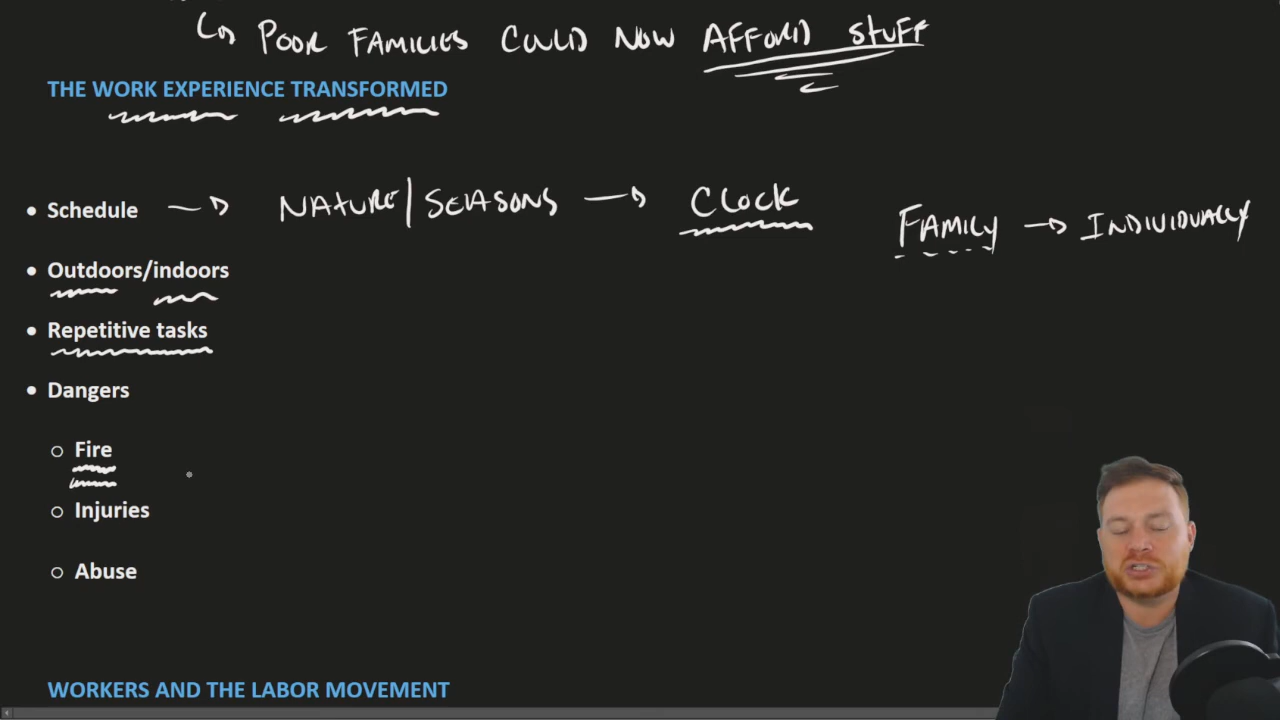 ↳ POOR FAMILIES COULD NOW AFFORD STUFF
THE WORK EXPERIENCE TRANSFORMED
• Schedule → NATURE/SEASONS → CLOCK
FAMILY → INDIVIDUALLY
• Outdoors/indoors
• Repetitive tasks
• Dangers
○ Fire
○ Injuries
○ Abuse
WORKERS AND THE LABOR MOVEMENT